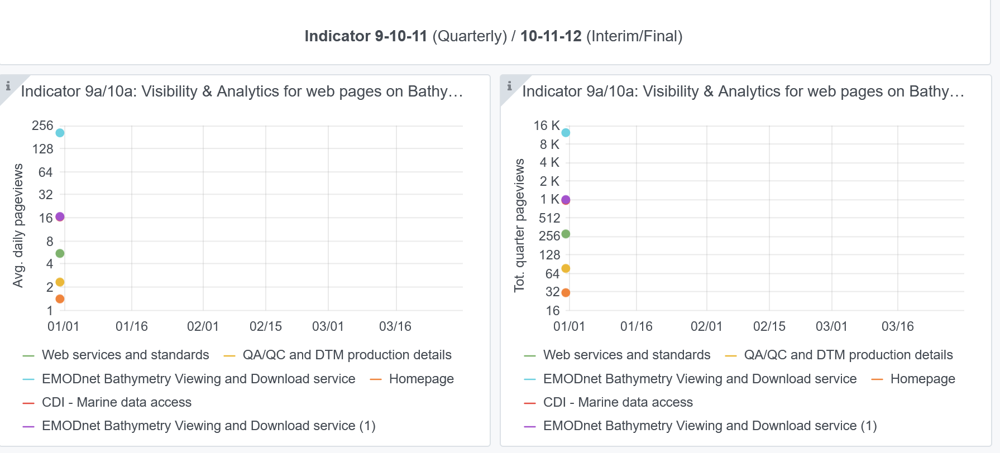 Indicator 9-10-11 (Quarterly) / 10-11-12 (Interim/Final)
Indicator 9a/10a: Visibility & Analytics for web pages on Bathy…
Avg. daily pageviews
256
128
64
32
16
8
4
2
1
01/01 01/16 02/01 02/15 03/01 03/16
Web services and standards QA/QC and DTM production details
EMODnet Bathymetry Viewing and Download service Homepage
CDI - Marine data access
EMODnet Bathymetry Viewing and Download service (1)
Indicator 9a/10a: Visibility & Analytics for web pages on Bathy…
Tot. quarter pageviews
16 K
8 K
4 K
2 K
1 K
512
256
128
64
32
16
01/01 01/16 02/01 02/15 03/01 03/16
Web services and standards QA/QC and DTM production details
EMODnet Bathymetry Viewing and Download service Homepage
CDI - Marine data access
EMODnet Bathymetry Viewing and Download service (1)